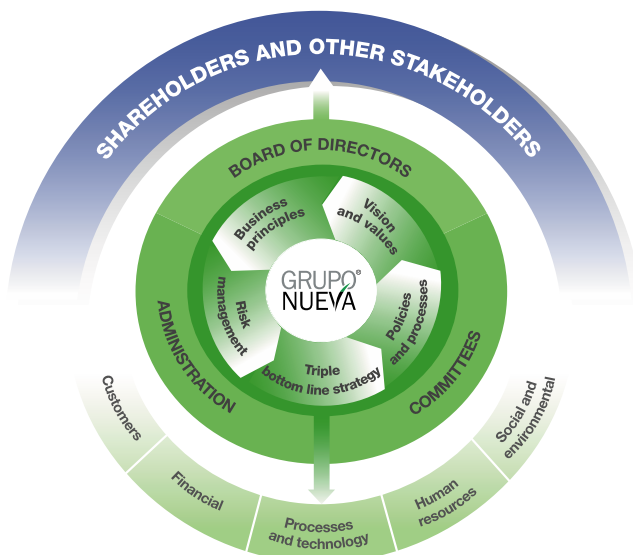 SHAREHOLDERS AND OTHER STAKEHOLDERS
BOARD OF DIRECTORS
Business
principles
Vision
and values
GRUPO®
NUEVA
Risk
management
Policies
and processes
Triple
bottom line strategy
ADMINISTRATION
COMMITTEES
Customers
Financial
Processes
and technology
Human
resources
Social and
environmental